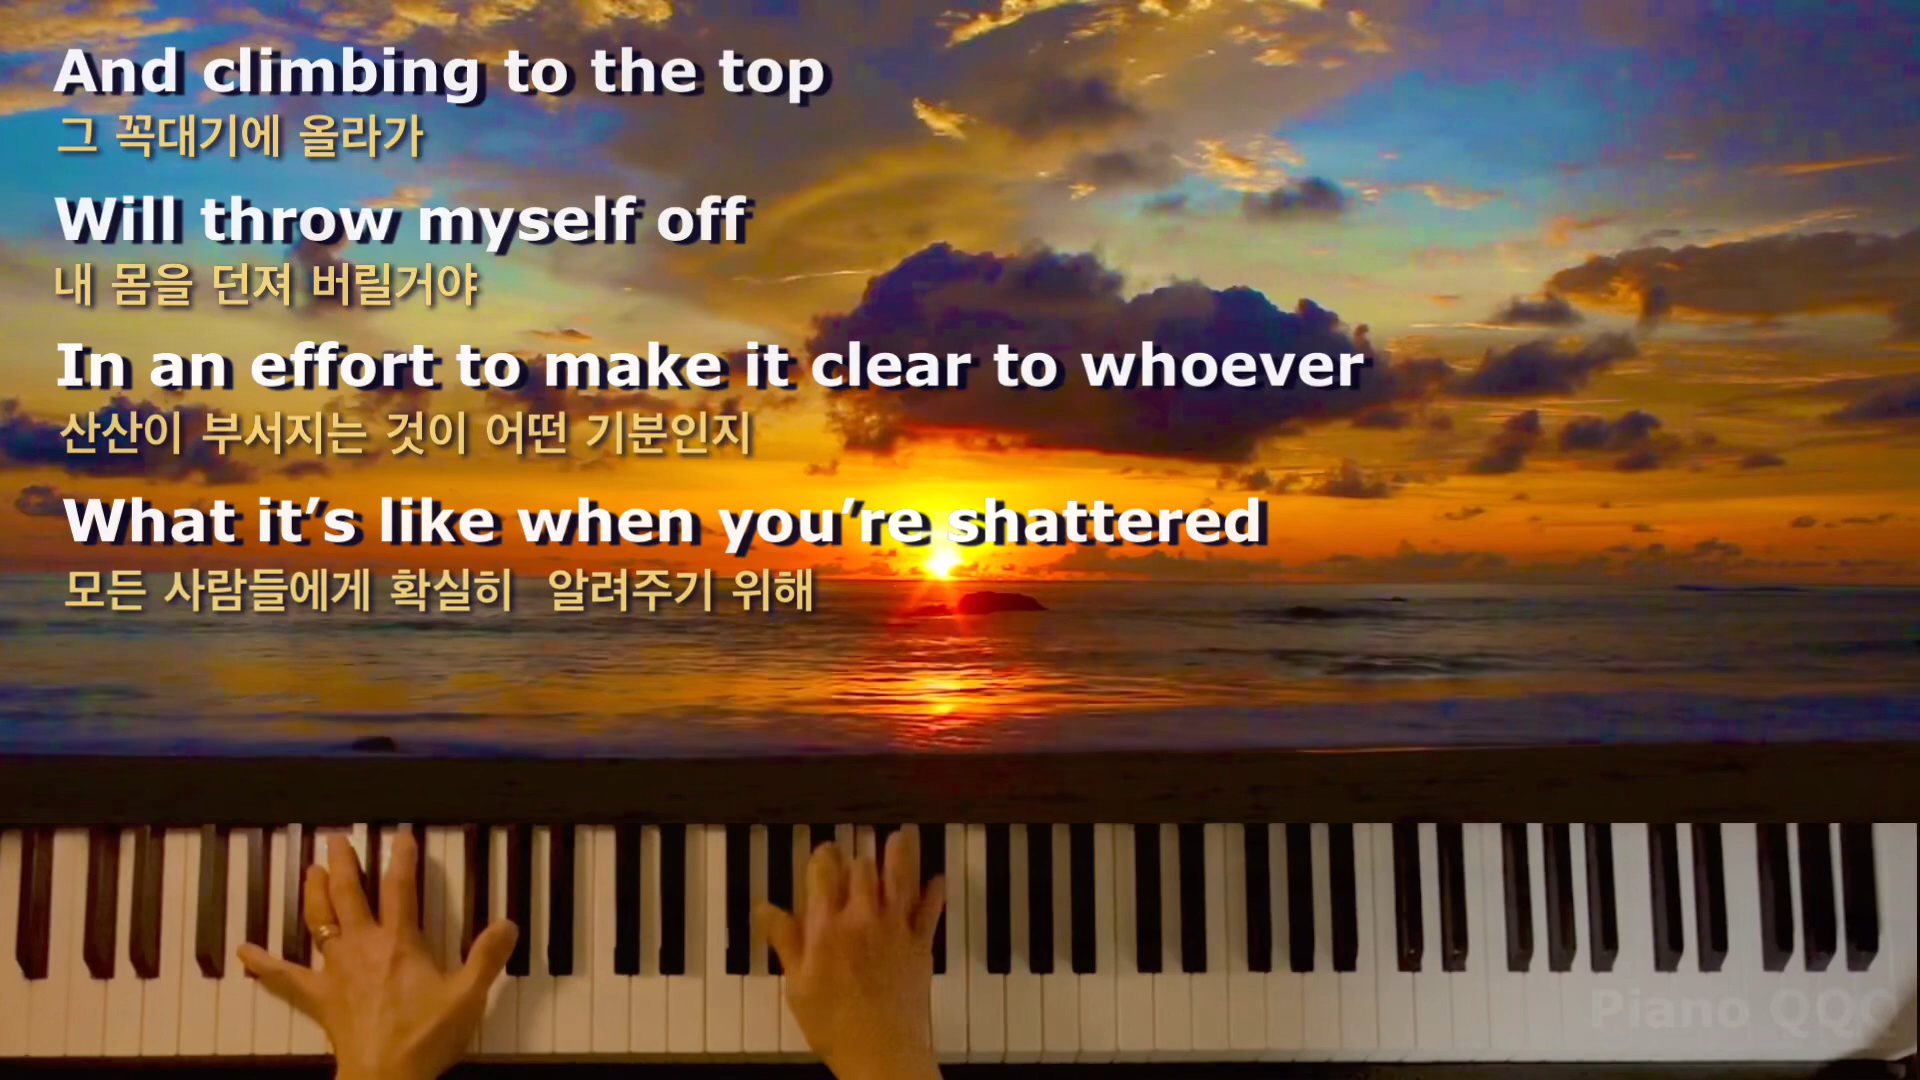 And climbing to the top
그 꼭대기에 올라가
Will throw myself off
내 몸을 던져 버릴거야
In an effort to make it clear to whoever
산산이 부서지는 것이 어떤 기분인지
What it’s like when you’re shattered
모든 사람들에게 확실히 알려주기 위해
Piano QQQ